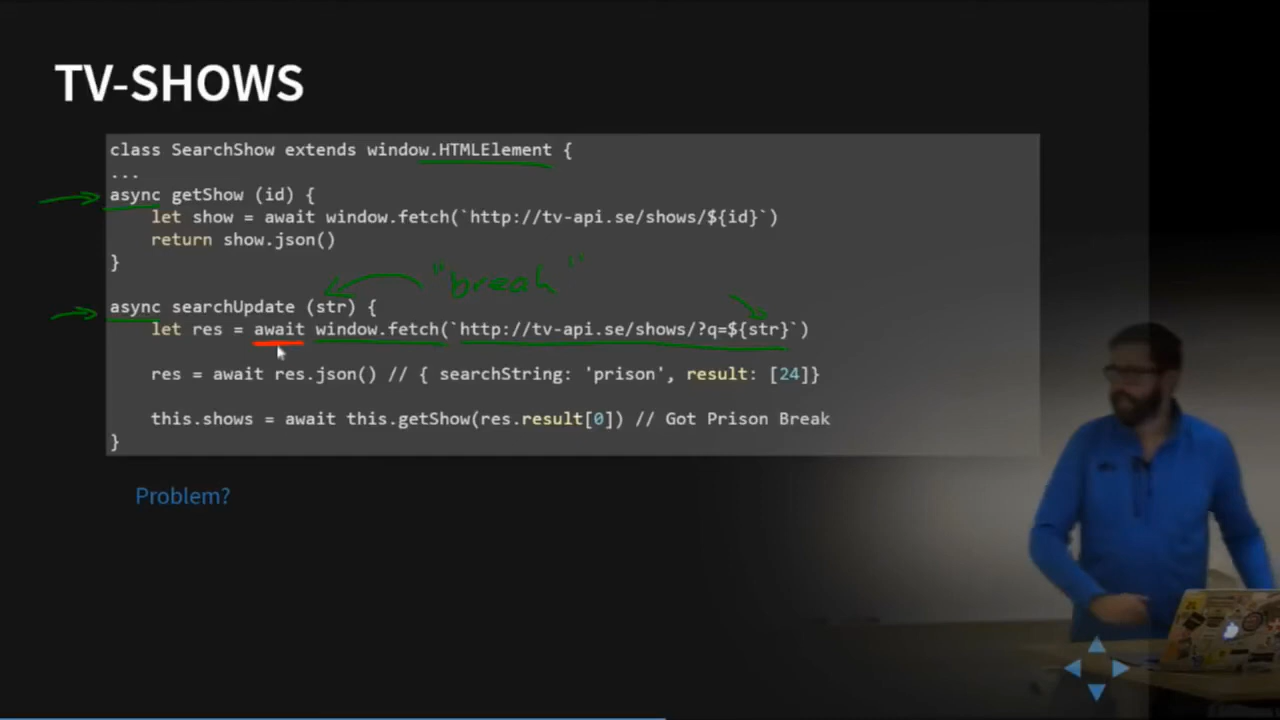 TV-SHOWS
class SearchShow extends window.HTMLElement {
...
async getShow (id) {
let show = await window.fetch(`http://tv-api.se/shows/${id}`)
return show.json()
}
"break"
async searchUpdate (str) {
let res = await window.fetch(`http://tv-api.se/shows/?q=${str}`)
res = await res.json() // { searchString: 'prison', result: [24]}
this.shows = await this.getShow(res.result[0]) // Got Prison Break
}
Problem?